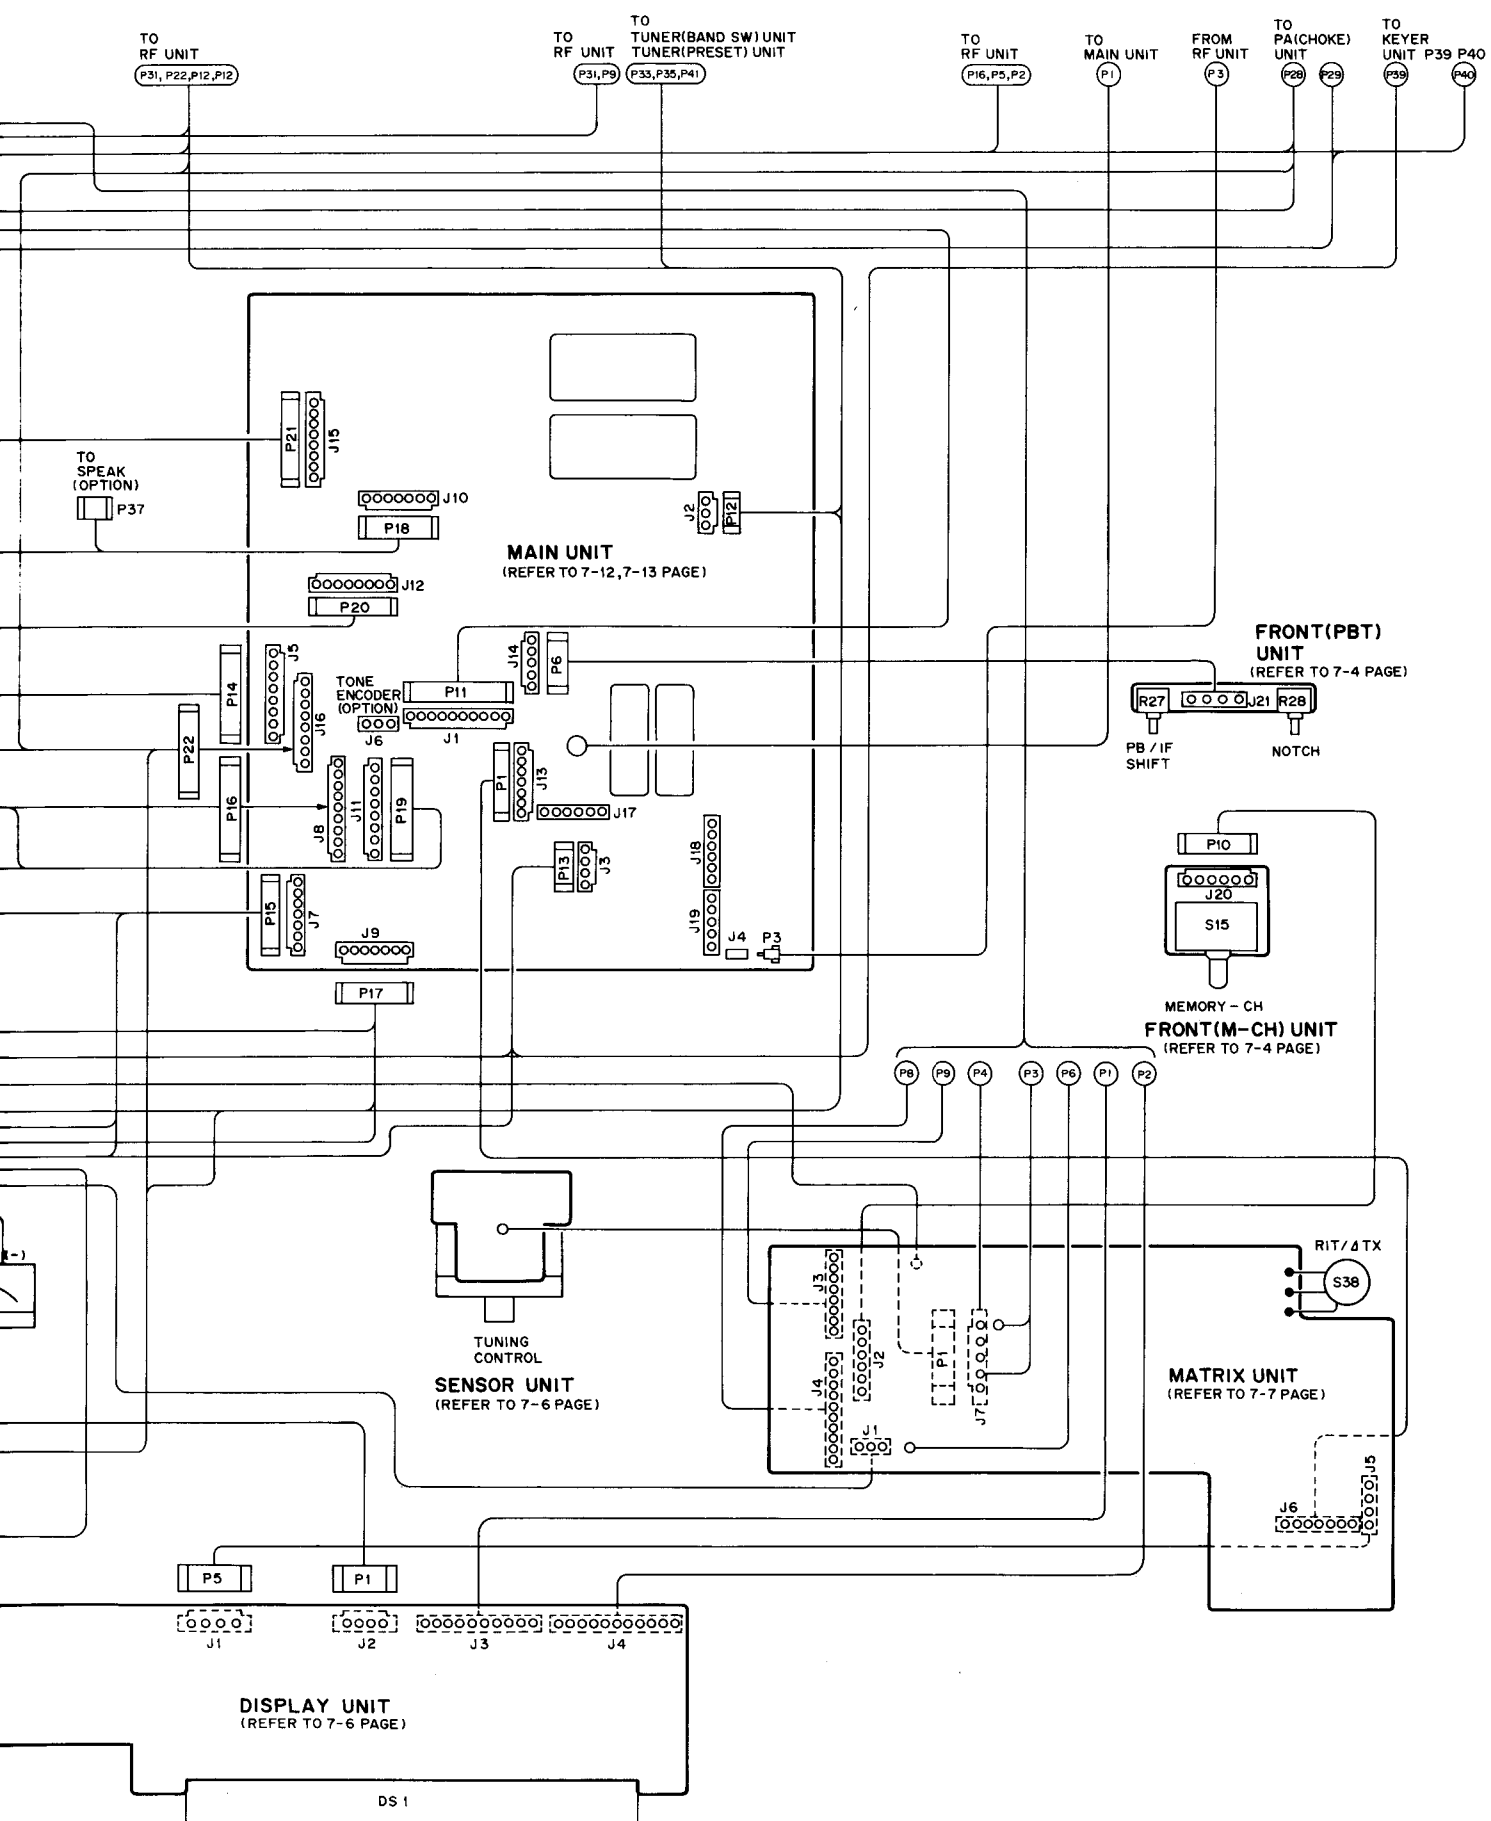 TO
RF UNIT
P31, P22,P12,P12
TO
RF UNIT
P31,P9
TO
TUNER(BAND SW)UNIT
TUNER(PRESET) UNIT
P33,P35,P41
TO
RF UNIT
P16,P5,P2
TO
MAIN UNIT
P1
FROM
RF UNIT
P3
TO
PA(CHOKE)
UNIT
P28
P29
TO
KEYER
UNIT P39 P40
P39
P40
P21
J15
TO
SPEAK
(OPTION)
P37
J10
P18
J2
P12
MAIN UNIT
(REFER TO 7-12,7-13 PAGE)
J12
P20
P14
J5
J16
TONE
ENCODER
(OPTION)
J6
P11
J1
J14
P6
FRONT(PBT)
UNIT
(REFER TO 7-4 PAGE)
R27
J21
R28
PB/IF
SHIFT
NOTCH
P22
P16
J8
J11
P19
P1
J13
J17
P13
J3
J18
J19
J4
P3
P10
J20
S15
MEMORY-CH
FRONT(M-CH) UNIT
(REFER TO 7-4 PAGE)
P15
J7
J9
P17
P8
P9
P4
P3
P6
P1
P2
(-)
TUNING
CONTROL
SENSOR UNIT
(REFER TO 7-6 PAGE)
RIT/ΔTX
S38
J3
J2
J4
P1
J7
J1
MATRIX UNIT
(REFER TO 7-7 PAGE)
J6
J5
P5
P1
J1
J2
J3
J4
DISPLAY UNIT
(REFER TO 7-6 PAGE)
DS1